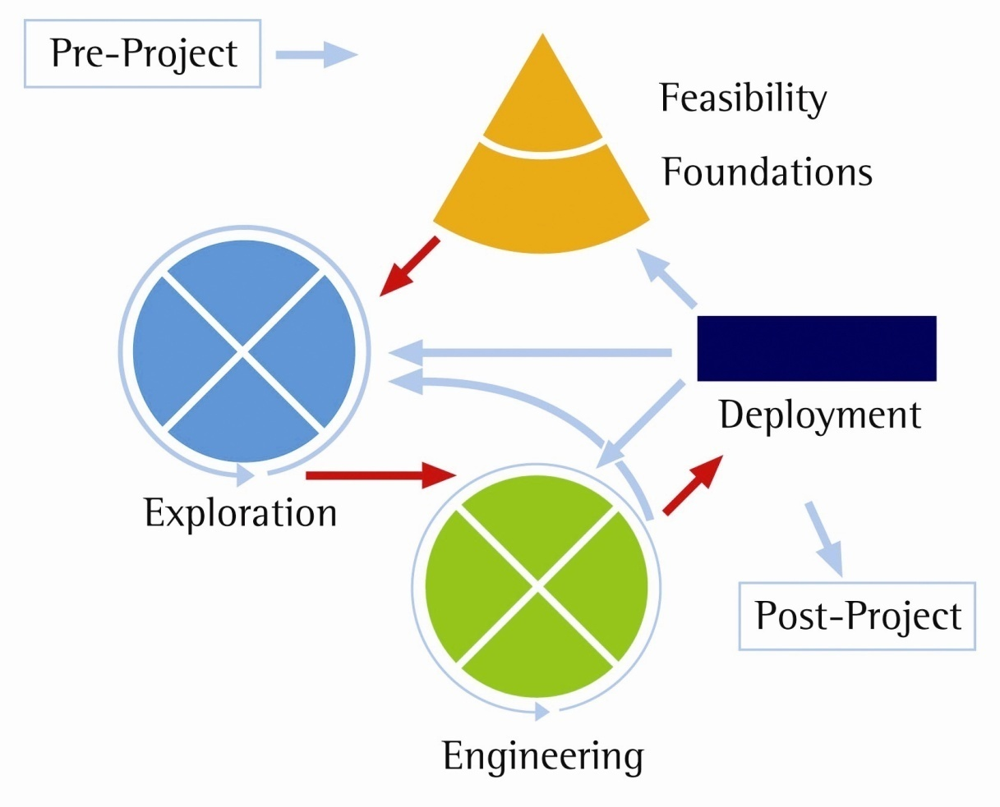 Pre-Project
Feasibility
Foundations
Deployment
Exploration
Post-Project
Engineering